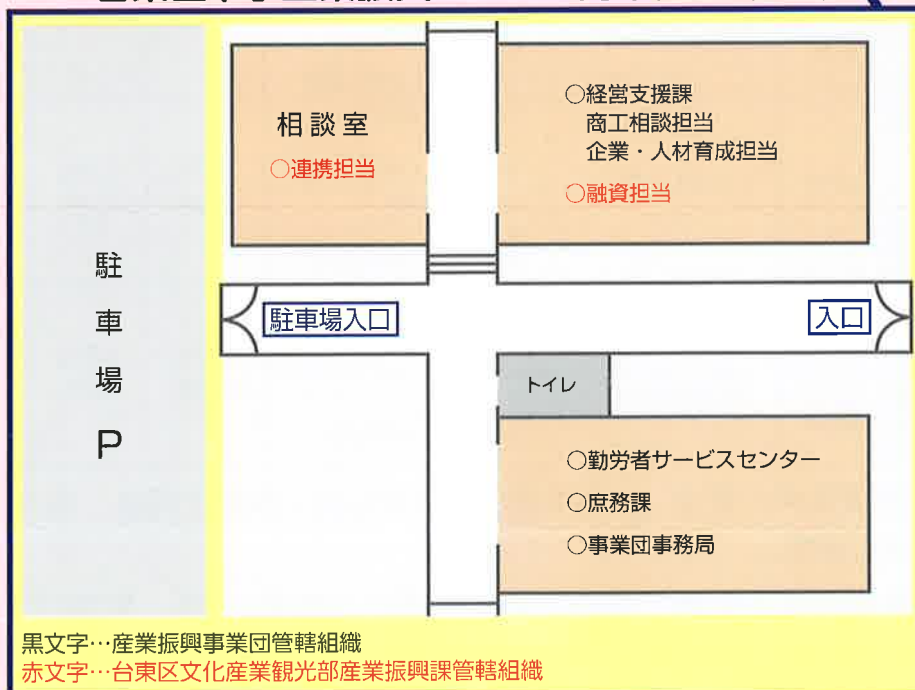 相談室
○連携担当
○経営支援課
商工相談担当
企業・人材育成担当
○融資担当
駐車場P
駐車場入口
入口
トイレ
○勤労者サービスセンター
○庶務課
○事業団事務局
黒文字…産業振興事業団管轄組織
赤文字…台東区文化産業観光部産業振興課管轄組織